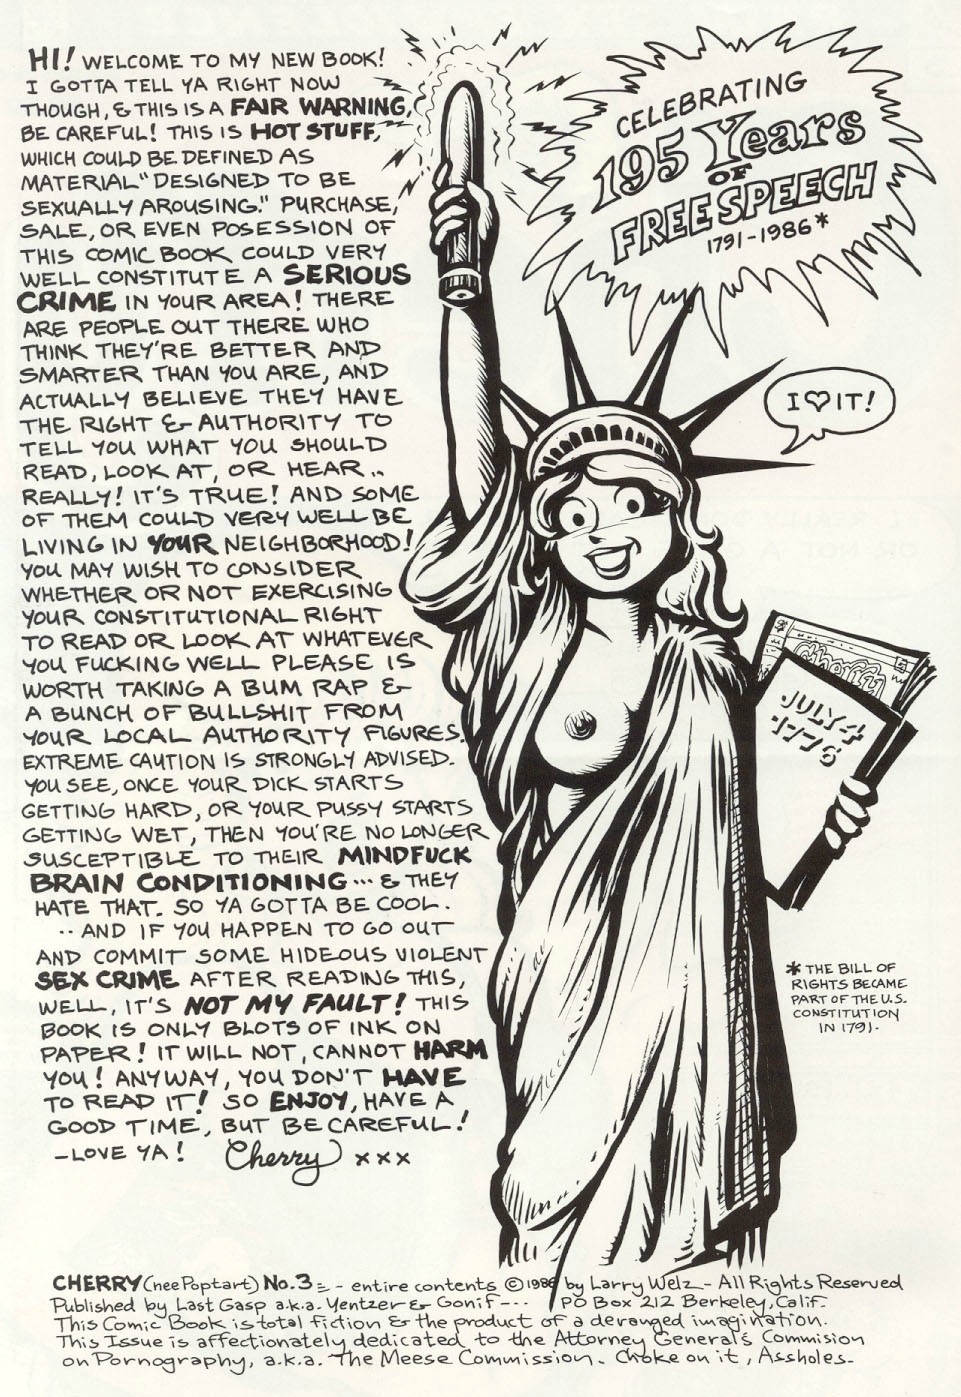 HI! WELCOME TO MY NEW BOOK!
I GOTTA TELL YA RIGHT NOW
THOUGH, & THIS IS A FAIR WARNING,
BE CAREFUL! THIS IS HOT STUFF,
WHICH COULD BE DEFINED AS
MATERIAL "DESIGNED TO BE
SEXUALLY AROUSING." PURCHASE,
SALE, OR EVEN POSESSION OF
THIS COMIC BOOK COULD VERY
WELL CONSTITUTE A SERIOUS
CRIME IN YOUR AREA! THERE
ARE PEOPLE OUT THERE WHO
THINK THEY'RE BETTER AND
SMARTER THAN YOU ARE, AND
ACTUALLY BELIEVE THEY HAVE
THE RIGHT & AUTHORITY TO
TELL YOU WHAT YOU SHOULD
READ, LOOK AT, OR HEAR..
REALLY! IT'S TRUE! AND SOME
OF THEM COULD VERY WELL BE
LIVING IN YOUR NEIGHBORHOOD!
YOU MAY WISH TO CONSIDER
WHETHER OR NOT EXERCISING
YOUR CONSTITUTIONAL RIGHT
TO READ OR LOOK AT WHATEVER
YOU FUCKING WELL PLEASE IS
WORTH TAKING A BUM RAP &
A BUNCH OF BULLSHIT FROM
YOUR LOCAL AUTHORITY FIGURES.
EXTREME CAUTION IS STRONGLY ADVISED.
YOU SEE, ONCE YOUR DICK STARTS
GETTING HARD, OR YOUR PUSSY STARTS
GETTING WET, THEN YOU'RE NO LONGER
SUSCEPTIBLE TO THEIR MINDFUCK
BRAIN CONDITIONING... & THEY
HATE THAT. SO YA GOTTA BE COOL.
..AND IF YOU HAPPEN TO GO OUT
AND COMMIT SOME HIDEOUS VIOLENT
SEX CRIME AFTER READING THIS,
WELL, IT'S NOT MY FAULT! THIS
BOOK IS ONLY BLOTS OF INK ON
PAPER! IT WILL NOT, CANNOT HARM
YOU! ANYWAY, YOU DON'T HAVE
TO READ IT! SO ENJOY, HAVE A
GOOD TIME, BUT BE CAREFUL!
-LOVE YA! Cherry xxx
CELEBRATING
195 Years
OF
FREE SPEECH
1791-1986*
I ♡ IT!
Cherry
JULY 4
1776
* THE BILL OF
RIGHTS BECAME
PART OF THE U.S.
CONSTITUTION
IN 1791.
CHERRY (nee Poptart) No.3 = - entire contents © 1986 by Larry Welz - All Rights Reserved
Published by Last Gasp a.k.a. Yentzer & Gonif --- PO Box 212 Berkeley, Calif.
This Comic Book is total fiction & the product of a deranged imagination.
This Issue is affectionately dedicated to the Attorney General's Commision
on Pornography, a.k.a. The Meese Commission. Choke on it, Assholes.